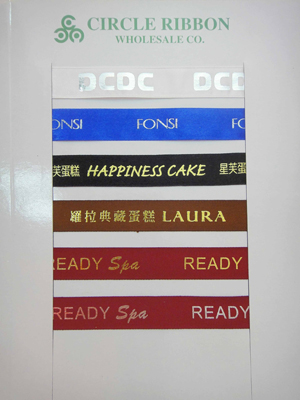 CIRCLE RIBBON
WHOLESALE CO.
DCDC DCDC
FONSI FONSI FONSI
星芙蛋糕 HAPPINESS CAKE 星芙蛋糕
羅拉典藏蛋糕 LAURA
READY Spa READY
READY Spa READY